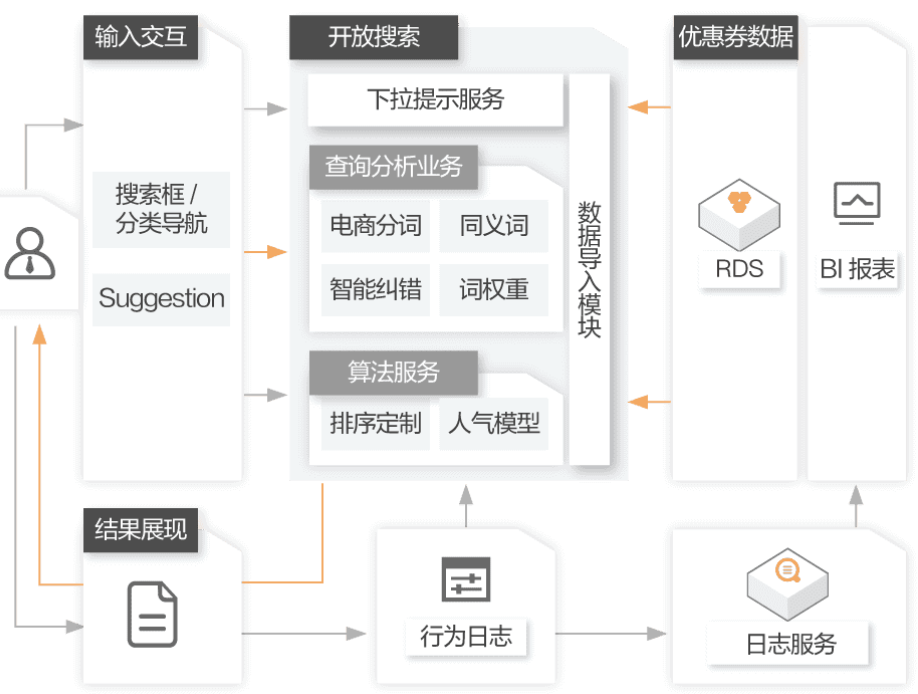 输入交互
搜索框 /
分类导航
Suggestion
开放搜索
下拉提示服务
查询分析业务
电商分词
同义词
智能纠错
词权重
算法服务
排序定制
人气模型
数据导入模块
优惠券数据
RDS
BI 报表
结果展现
行为日志
日志服务